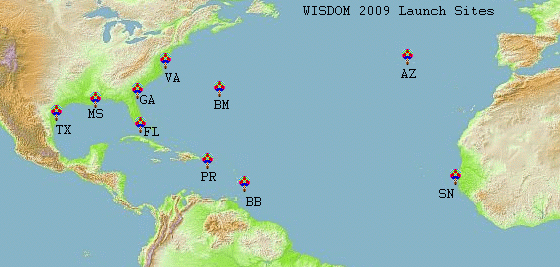 WISDOM 2009 Launch Sites
AZ
VA
GA
BM
MS
TX
FL
PR
SN
BB